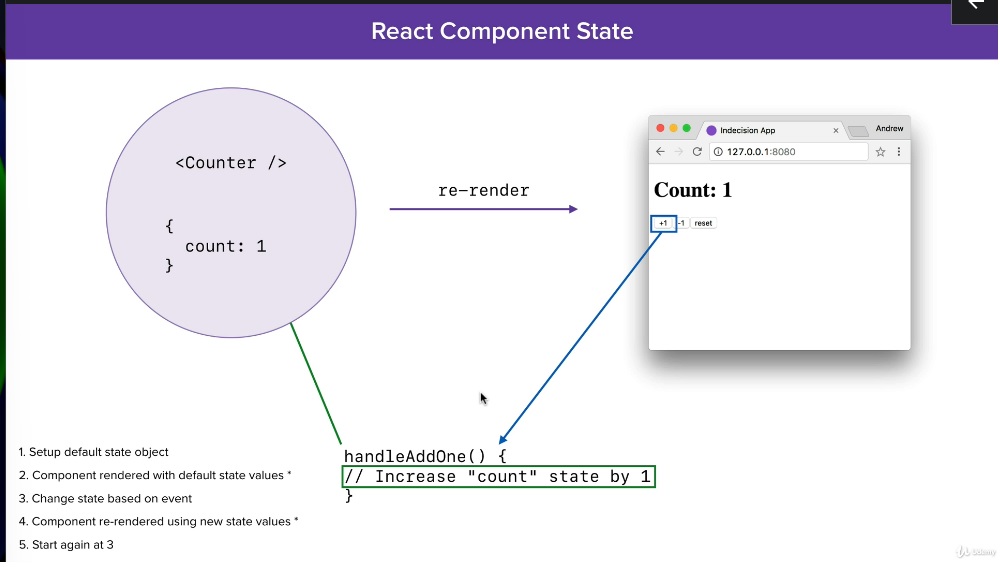 React Component State
<Counter />
{
count: 1
}
re-render
Indecision App
Andrew
127.0.0.1:8080
Count: 1
+1 -1 reset
handleAddOne() {
// Increase "count" state by 1
}
1. Setup default state object
2. Component rendered with default state values *
3. Change state based on event
4. Component re-rendered using new state values *
5. Start again at 3
Udemy